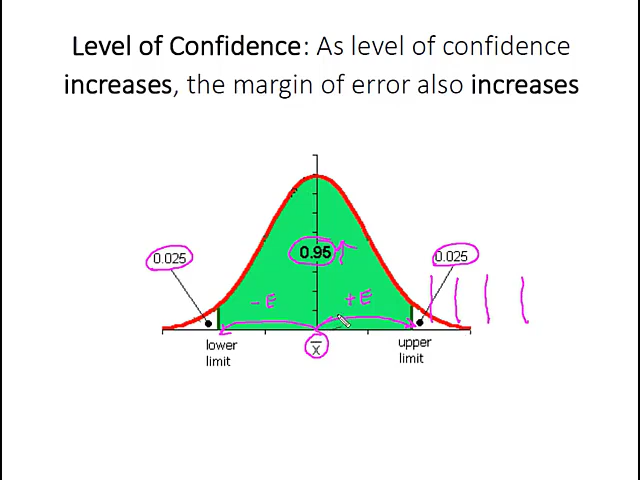 Level of Confidence: As level of confidence
increases, the margin of error also increases
0.025
0.95
0.025
-E
+E
lower
limit
x̅
upper
limit